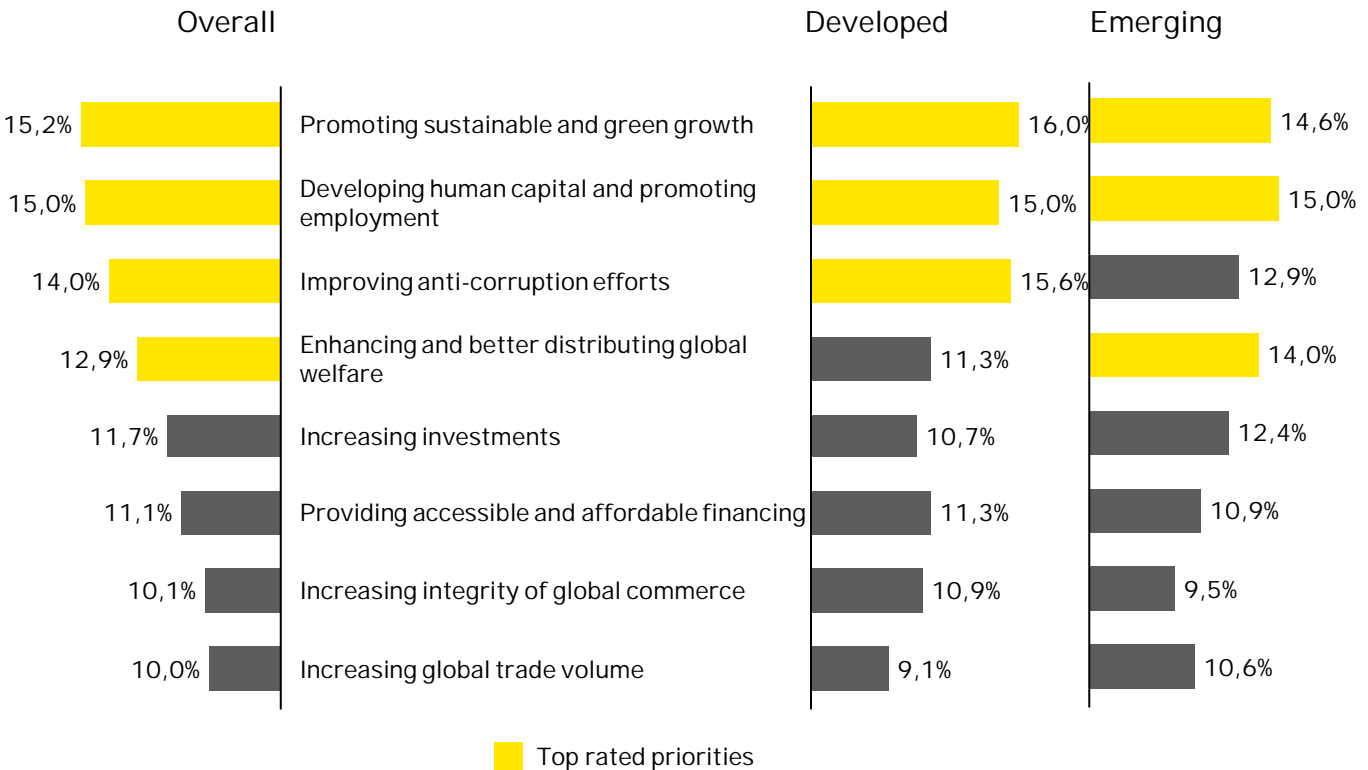 Overall Developed Emerging
15,2% Promoting sustainable and green growth 16,0% 14,6%
15,0% Developing human capital and promoting
employment 15,0% 15,0%
14,0% Improving anti-corruption efforts 15,6% 12,9%
12,9% Enhancing and better distributing global
welfare 11,3% 14,0%
11,7% Increasing investments 10,7% 12,4%
11,1% Providing accessible and affordable financing 11,3% 10,9%
10,1% Increasing integrity of global commerce 10,9% 9,5%
10,0% Increasing global trade volume 9,1% 10,6%
Top rated priorities